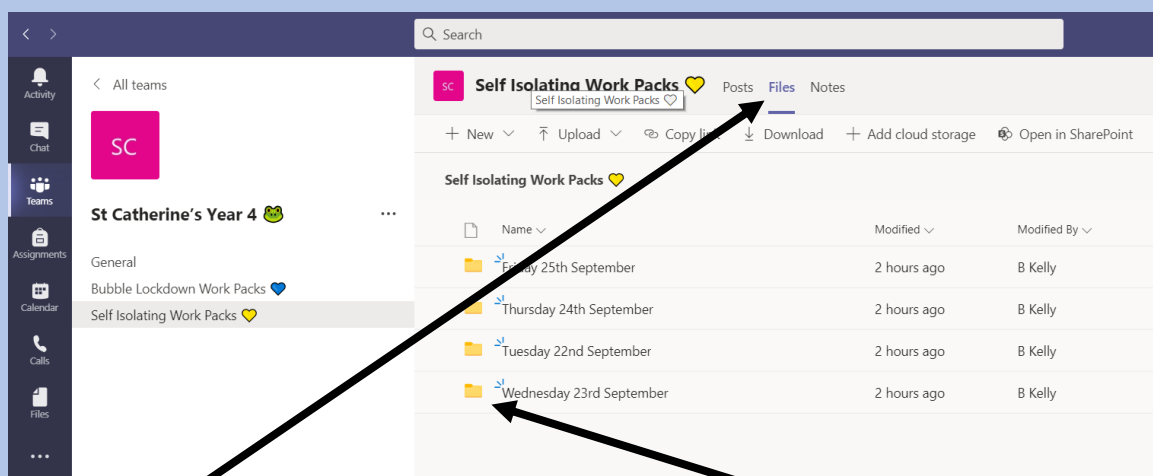 Search
Activity
Chat
Teams
Assignments
Calendar
Calls
Files
All teams
SC
St Catherine's Year 4 🐸
General
Bubble Lockdown Work Packs 💙
Self Isolating Work Packs 💛
SC Self Isolating Work Packs 💛 Posts Files Notes
Self Isolating Work Packs ♡
New Upload Copy link Download Add cloud storage Open in SharePoint
Self Isolating Work Packs 💛
Name Modified Modified By
Friday 25th September 2 hours ago B Kelly
Thursday 24th September 2 hours ago B Kelly
Tuesday 22nd September 2 hours ago B Kelly
Wednesday 23rd September 2 hours ago B Kelly